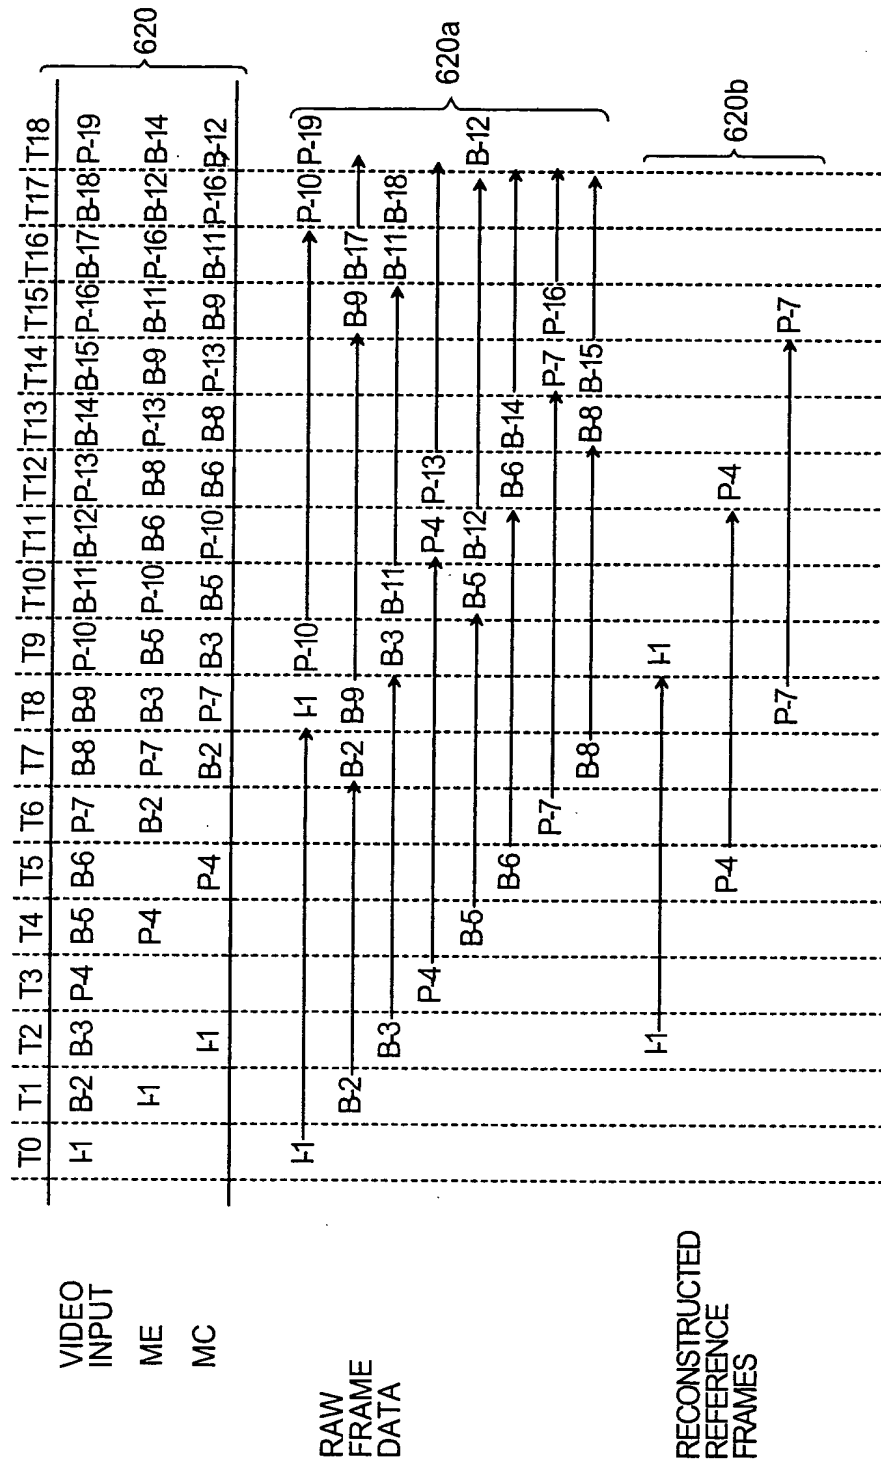 T0 T1 T2 T3 T4 T5 T6 T7 T8 T9 T10 T11 T12 T13 T14 T15 T16 T17 T18
VIDEO INPUT I-1 B-2 B-3 P-4 B-5 B-6 P-7 B-8 B-9 P-10 B-11 B-12 P-13 B-14 B-15 P-16 B-17 B-18 P-19
620
ME I-1 P-4 B-2 P-7 B-3 B-5 P-10 B-6 B-8 P-13 B-9 B-11 P-16 B-12 B-14
MC I-1 P-4 B-2 P-7 B-3 B-5 P-10 B-6 B-8 P-13 B-9 B-11 P-16 B-12
RAW
FRAME
DATA
I-1 I-1 P-10 P-10 P-19
B-2 B-2 B-9 B-9 B-17
B-3 B-3 B-11 B-11 B-18
P-4 P-4 P-13
B-5 B-5 B-12 B-12
B-6 B-6 B-14
P-7 P-7 P-16
B-8 B-8 B-15
620a
RECONSTRUCTED
REFERENCE
FRAMES
I-1 I-1
P-4 P-4
P-7 P-7
620b